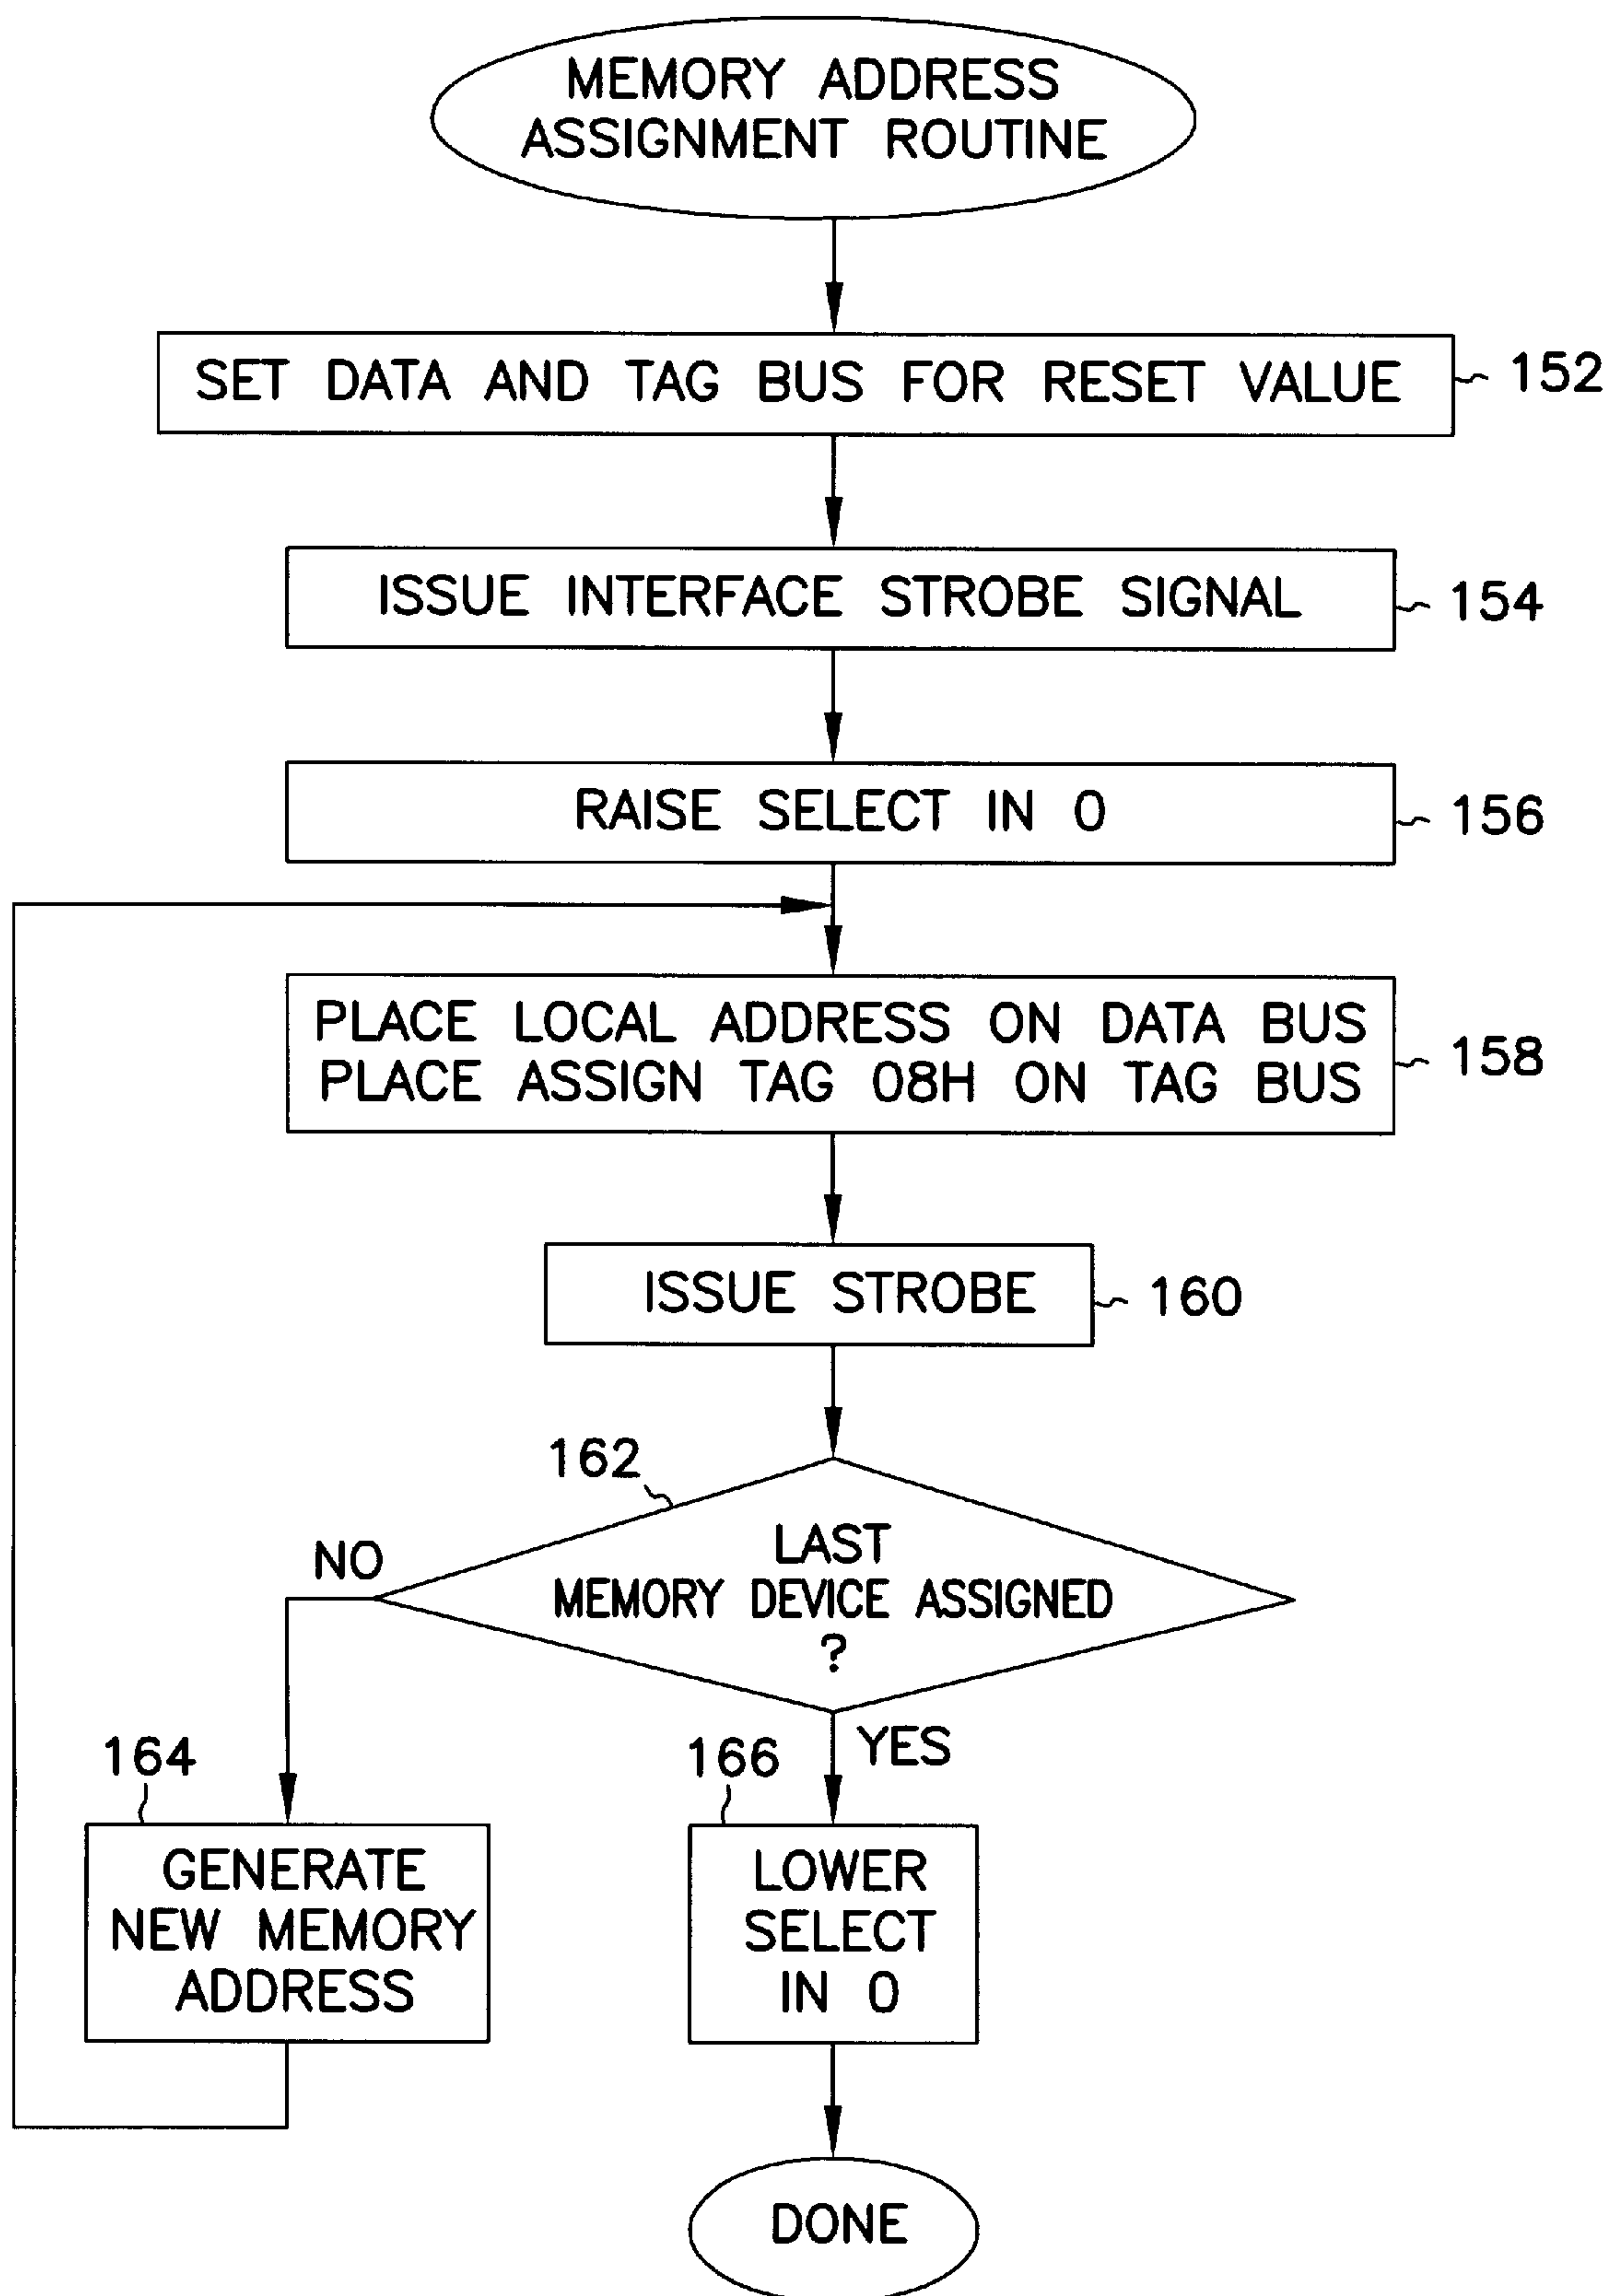 MEMORY ADDRESS
ASSIGNMENT ROUTINE
SET DATA AND TAG BUS FOR RESET VALUE
152
ISSUE INTERFACE STROBE SIGNAL
154
RAISE SELECT IN 0
156
PLACE LOCAL ADDRESS ON DATA BUS
PLACE ASSIGN TAG 08H ON TAG BUS
158
ISSUE STROBE
160
162
NO
LAST
MEMORY DEVICE ASSIGNED
?
YES
164
GENERATE
NEW MEMORY
ADDRESS
166
LOWER
SELECT
IN 0
DONE